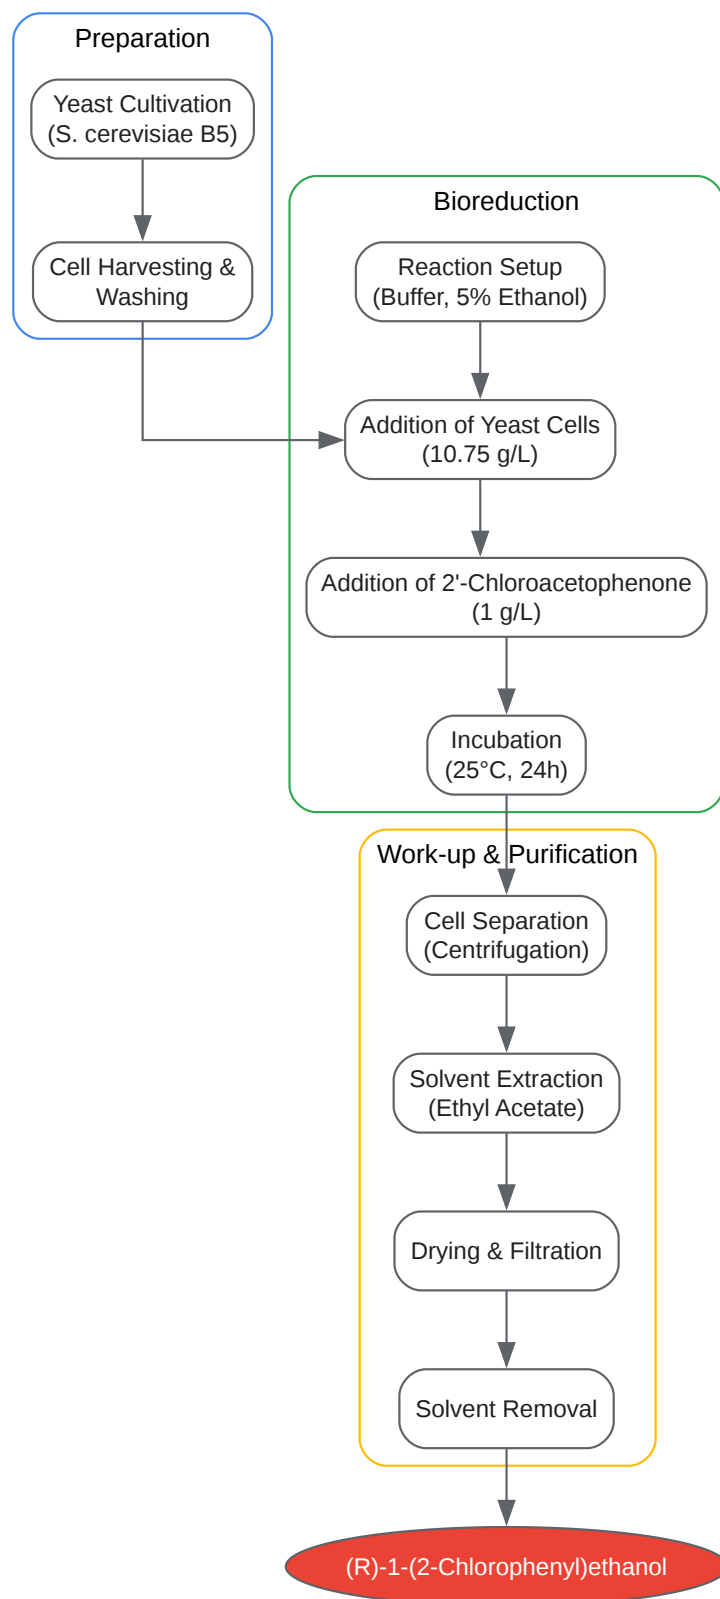 Preparation
Yeast Cultivation
(S. cerevisiae B5)
Cell Harvesting &
Washing
Bioreduction
Reaction Setup
(Buffer, 5% Ethanol)
Addition of Yeast Cells
(10.75 g/L)
Addition of 2'-Chloroacetophenone
(1 g/L)
Incubation
(25°C, 24h)
Work-up & Purification
Cell Separation
(Centrifugation)
Solvent Extraction
(Ethyl Acetate)
Drying & Filtration
Solvent Removal
(R)-1-(2-Chlorophenyl)ethanol